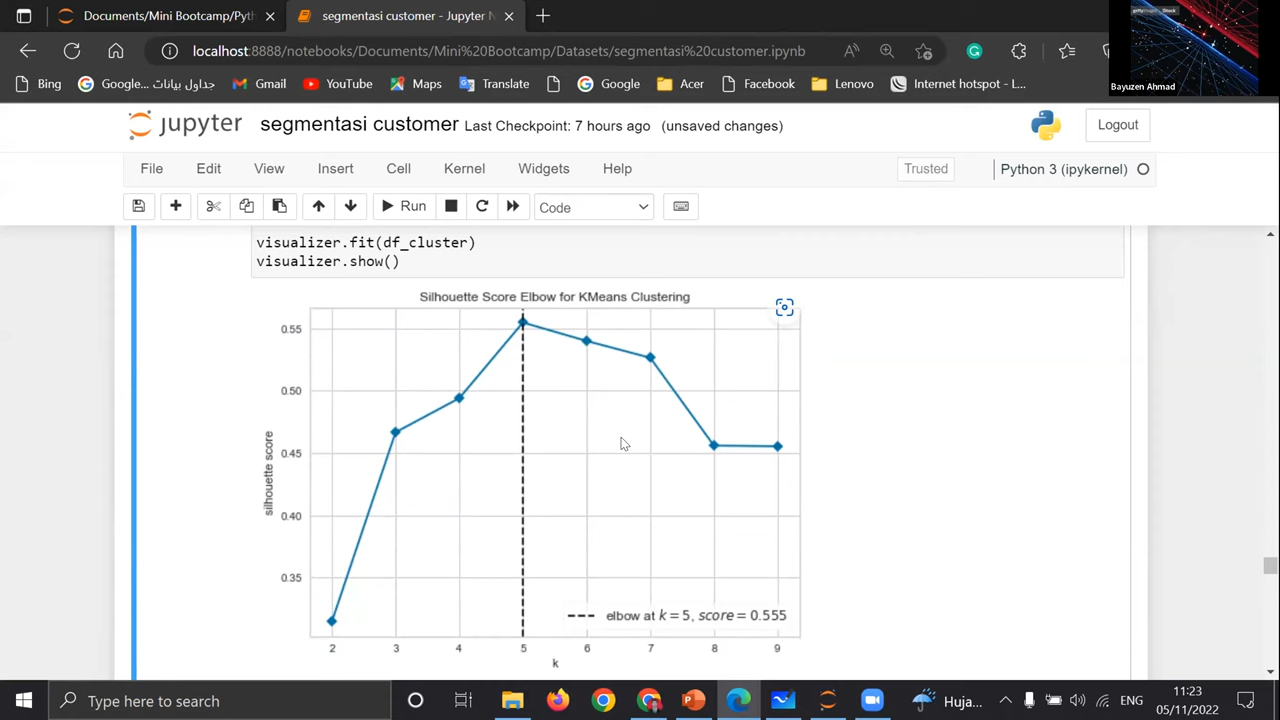 Documents/Mini Bootcamp/Pyth
segmentasi customer - Jupyter N
gettyimages | iStock
localhost:8888/notebooks/Documents/Mini%20Bootcamp/Datasets/segmentasi%20customer.ipynb
Bayuzen Ahmad
Bing
Google... جداول بيانات
Gmail
YouTube
Maps
Translate
Google
Acer
Facebook
Lenovo
Internet hotspot - L...
jupyter segmentasi customer Last Checkpoint: 7 hours ago (unsaved changes)
Logout
File Edit View Insert Cell Kernel Widgets Help
Trusted
Python 3 (ipykernel)
Run
Code
visualizer.fit(df_cluster)
visualizer.show()
Silhouette Score Elbow for KMeans Clustering
0.55
0.50
0.45
0.40
0.35
silhouette score
elbow at k = 5, score = 0.555
2 3 4 5 6 7 8 9
k
Type here to search
Huja...
ENG
11:23
05/11/2022